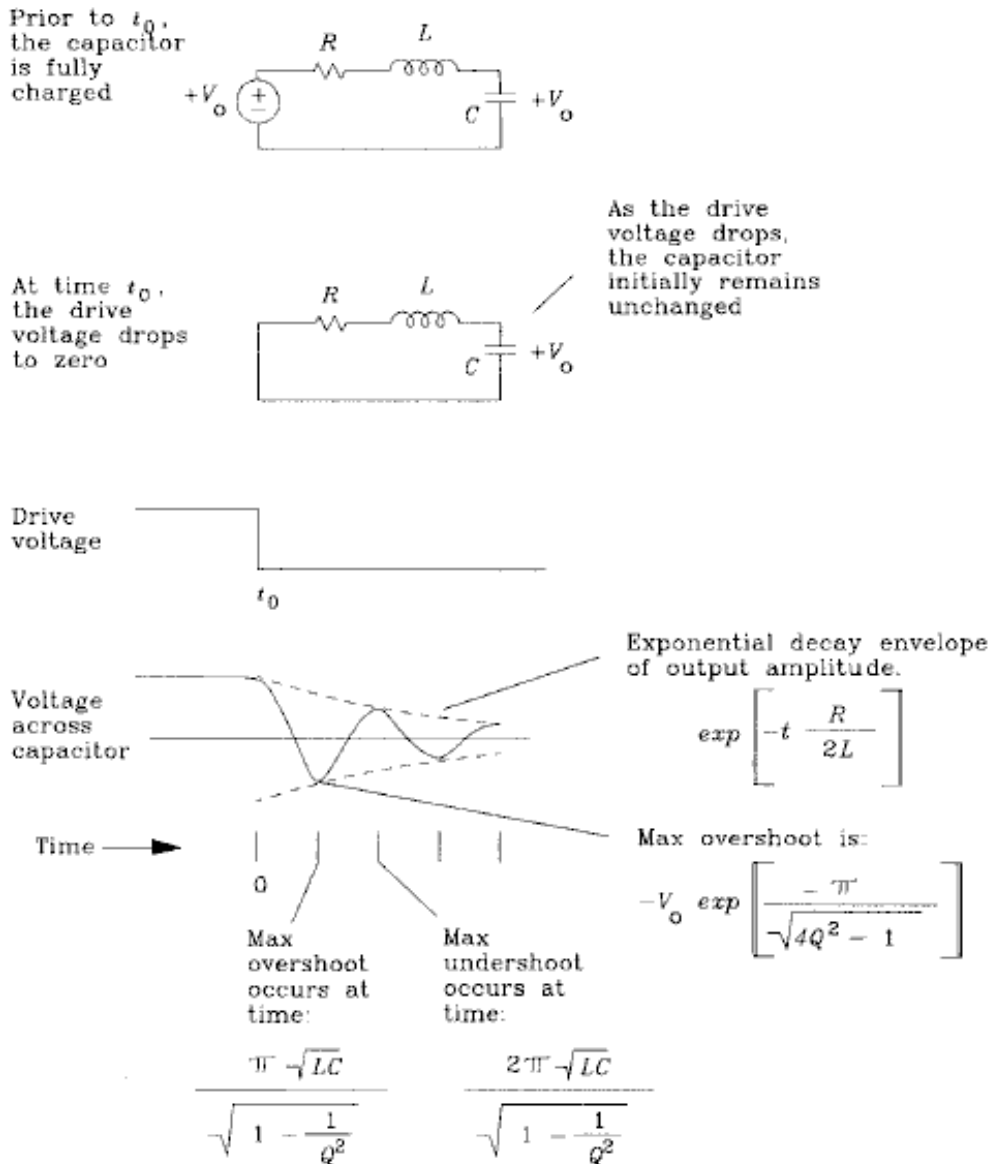 Prior to t₀,
the capacitor
is fully
charged
R
L
+V₀
+
−
C
+V₀
As the drive
voltage drops,
the capacitor
initially remains
unchanged
At time t₀,
the drive
voltage drops
to zero
R
L
C
+V₀
Drive
voltage
t₀
Exponential decay envelope
of output amplitude.
exp [-t R/2L]
Voltage
across
capacitor
Time
0
Max overshoot is:
-V₀ exp [-π/√(4Q² - 1)]
Max
overshoot
occurs at
time:
π√LC / √(1 - 1/Q²)
Max
undershoot
occurs at
time:
2π√LC / √(1 - 1/Q²)